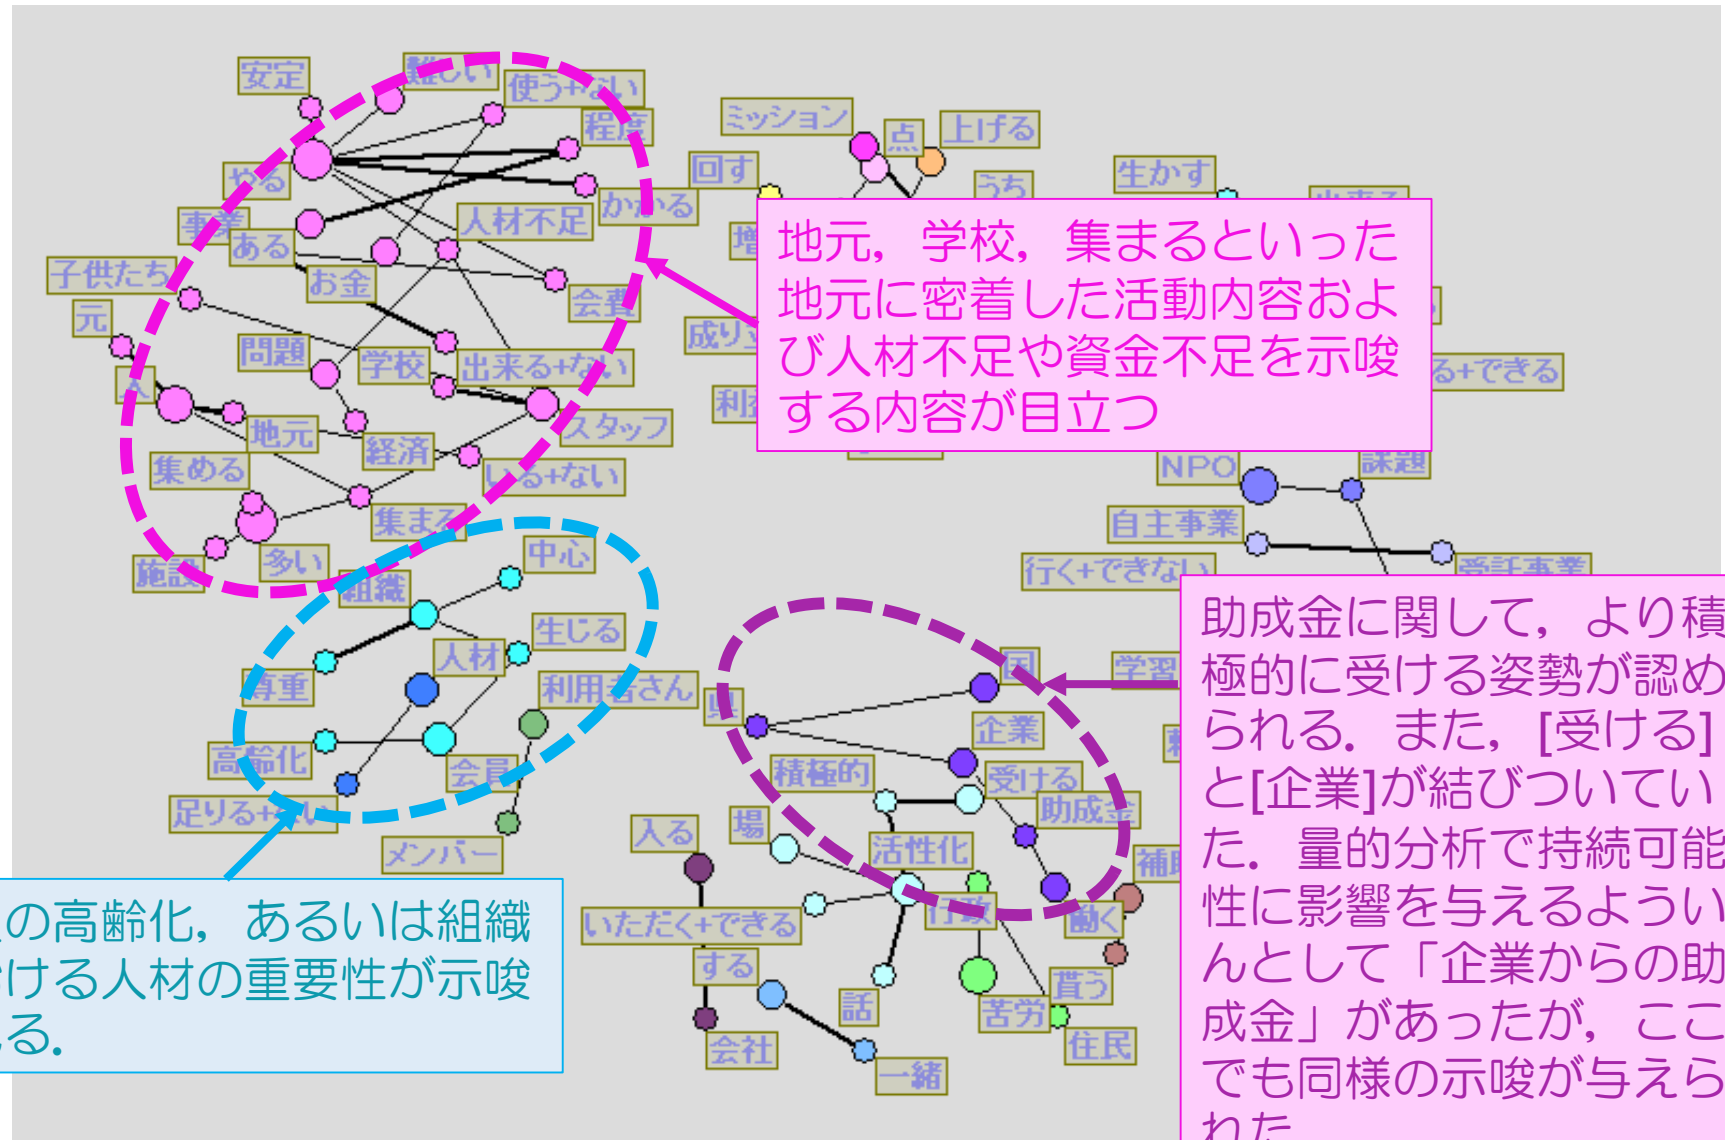 安定
難しい
使う+ない
程度
やる
かかる
事業
人材不足
ある
子供たち
お金
会費
元
問題
学校
出来る+ない
人
地元
スタッフ
経済
集める
いる+ない
集まる
施設
多い
組織
中心
生じる
人材
尊重
利用者さん
高齢化
会員
足りる+ない
メンバー
ミッション
点
上げる
回す
うち
生かす
出来る
地元，学校，集まるといった
地元に密着した活動内容およ
び人材不足や資金不足を示唆
する内容が目立つ
る+できる
NPO
課題
自主事業
行く+できない
受託事業
国
学習
県
企業
積極的
受ける
助成金
場
入る
活性化
いただく+できる
行政
働く
する
話
苦労
貰う
会社
一緒
住民
の高齢化，あるいは組織
ける人材の重要性が示唆
る．
助成金に関して，より積
極的に受ける姿勢が認め
られる．また，[受ける]
と[企業]が結びついてい
た．量的分析で持続可能
性に影響を与えるようい
んとして「企業からの助
成金」があったが，ここ
でも同様の示唆が与えら
れた